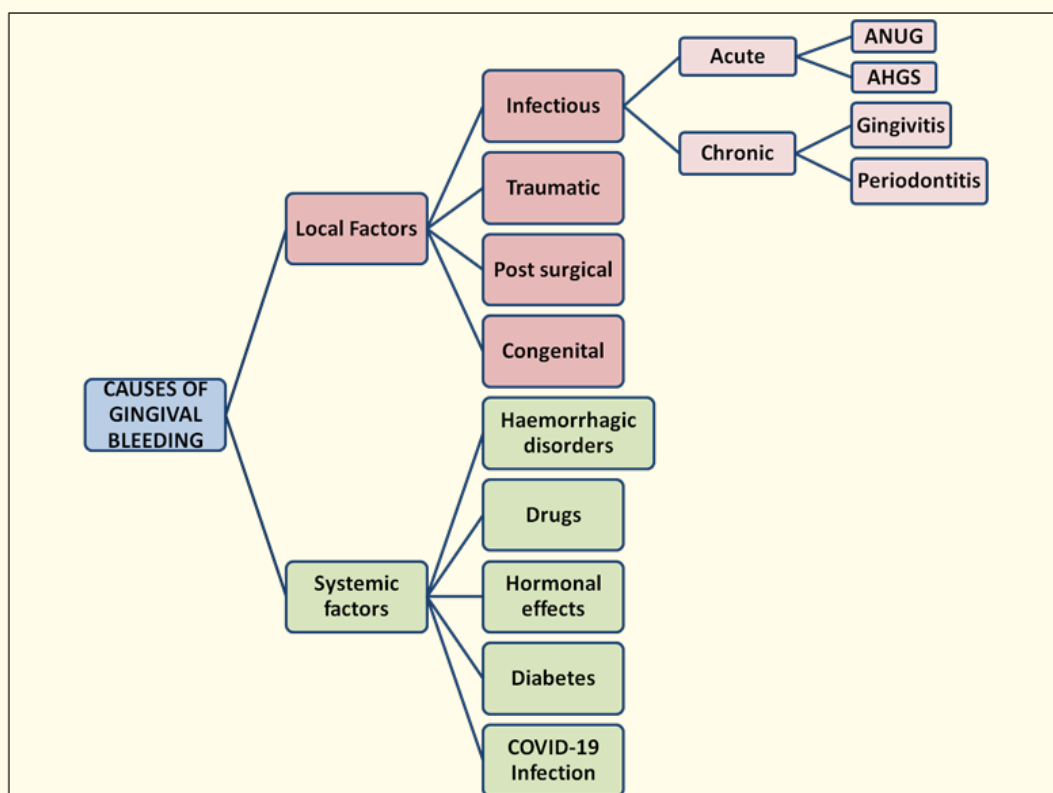 CAUSES OF
GINGIVAL
BLEEDING
Local Factors
Infectious
Acute
ANUG
AHGS
Chronic
Gingivitis
Periodontitis
Traumatic
Post surgical
Congenital
Systemic
factors
Haemorrhagic
disorders
Drugs
Hormonal
effects
Diabetes
COVID-19
Infection